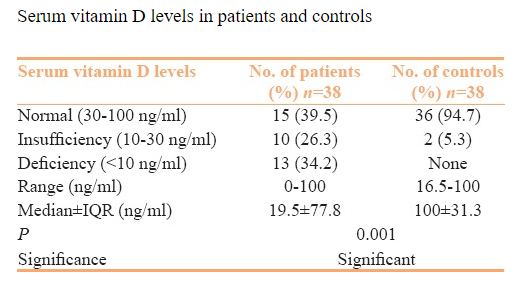 Serum vitamin D levels in patients and controls
Serum vitamin D levels No. of patients No. of controls
(%) n=38 (%) n=38
Normal (30-100 ng/ml) 15 (39.5) 36 (94.7)
Insufficiency (10-30 ng/ml) 10 (26.3) 2 (5.3)
Deficiency (<10 ng/ml) 13 (34.2) None
Range (ng/ml) 0-100 16.5-100
Median±IQR (ng/ml) 19.5±77.8 100±31.3
P 0.001
Significance Significant